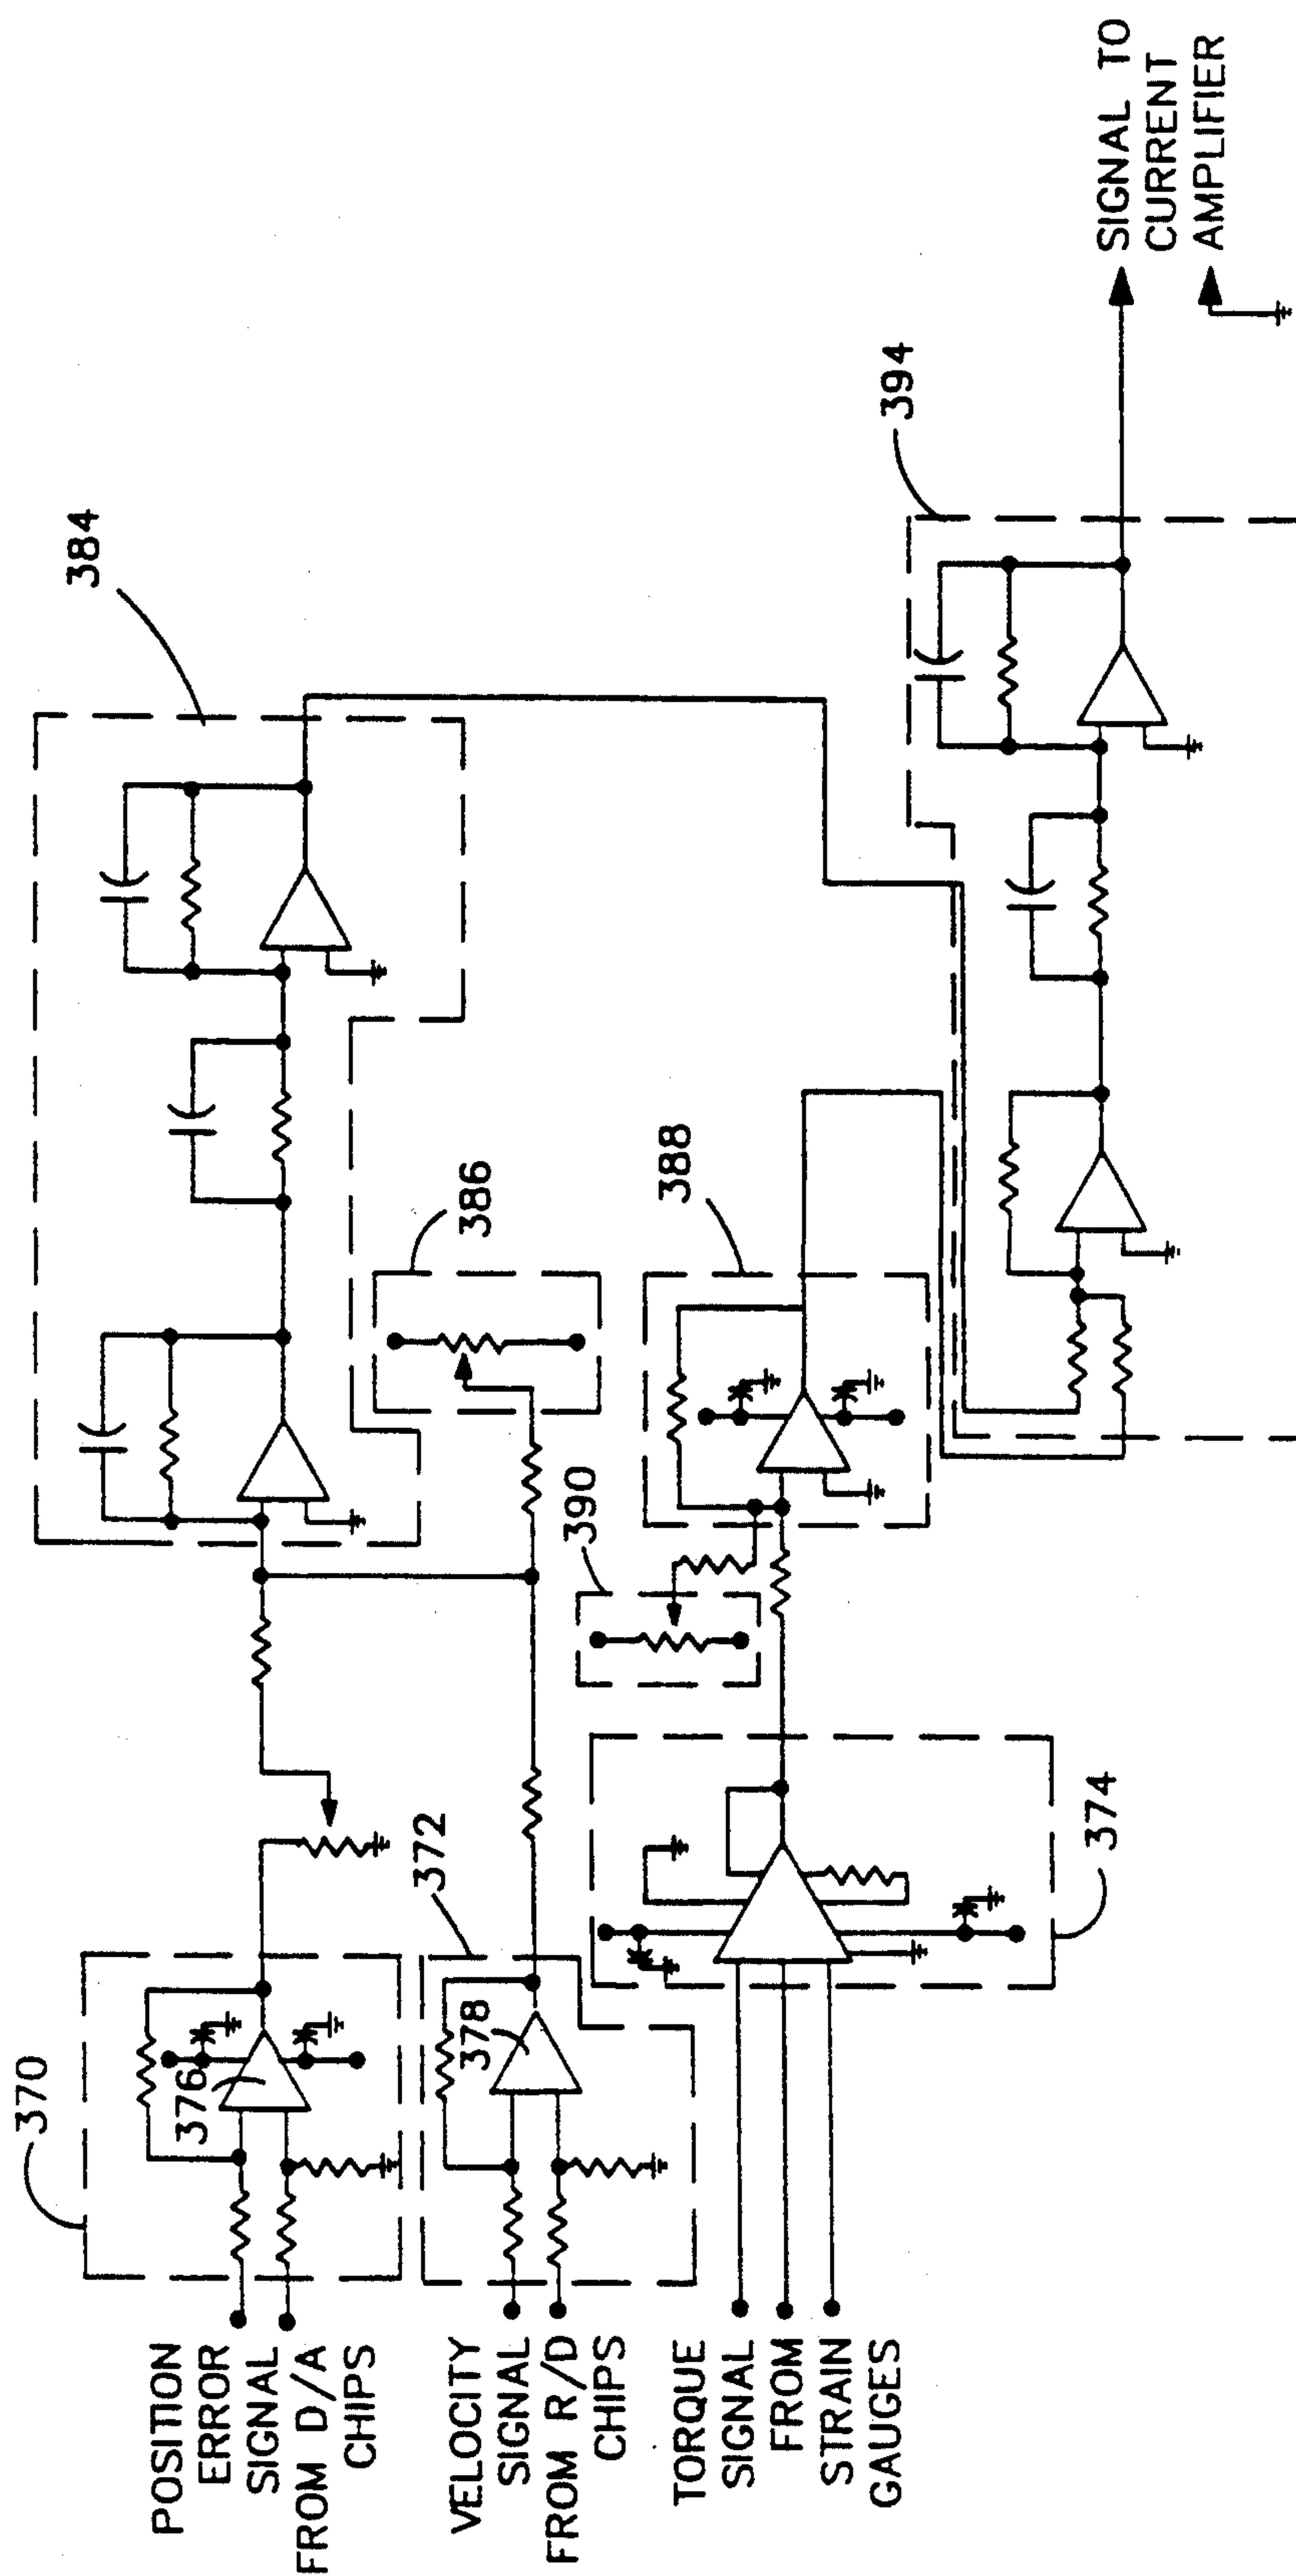 POSITION
ERROR
SIGNAL
FROM D/A
CHIPS
VELOCITY
SIGNAL
FROM R/D
CHIPS
TORQUE
SIGNAL
FROM
STRAIN
GAUGES
370
376
372
378
374
384
386
390
388
394
SIGNAL TO
CURRENT
AMPLIFIER